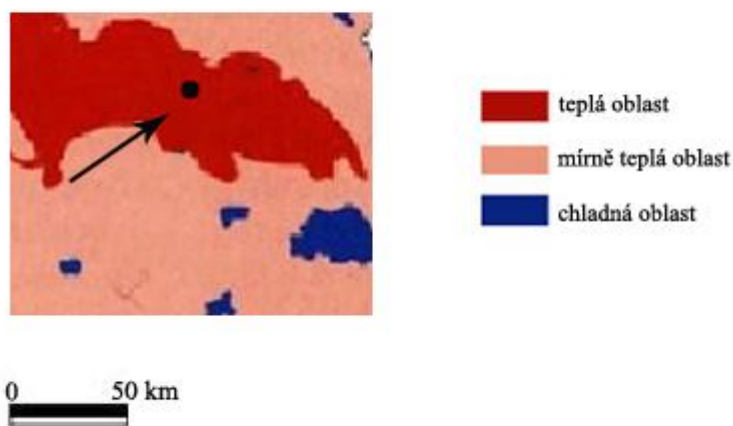 teplá oblast
mírně teplá oblast
chladná oblast
0 50 km